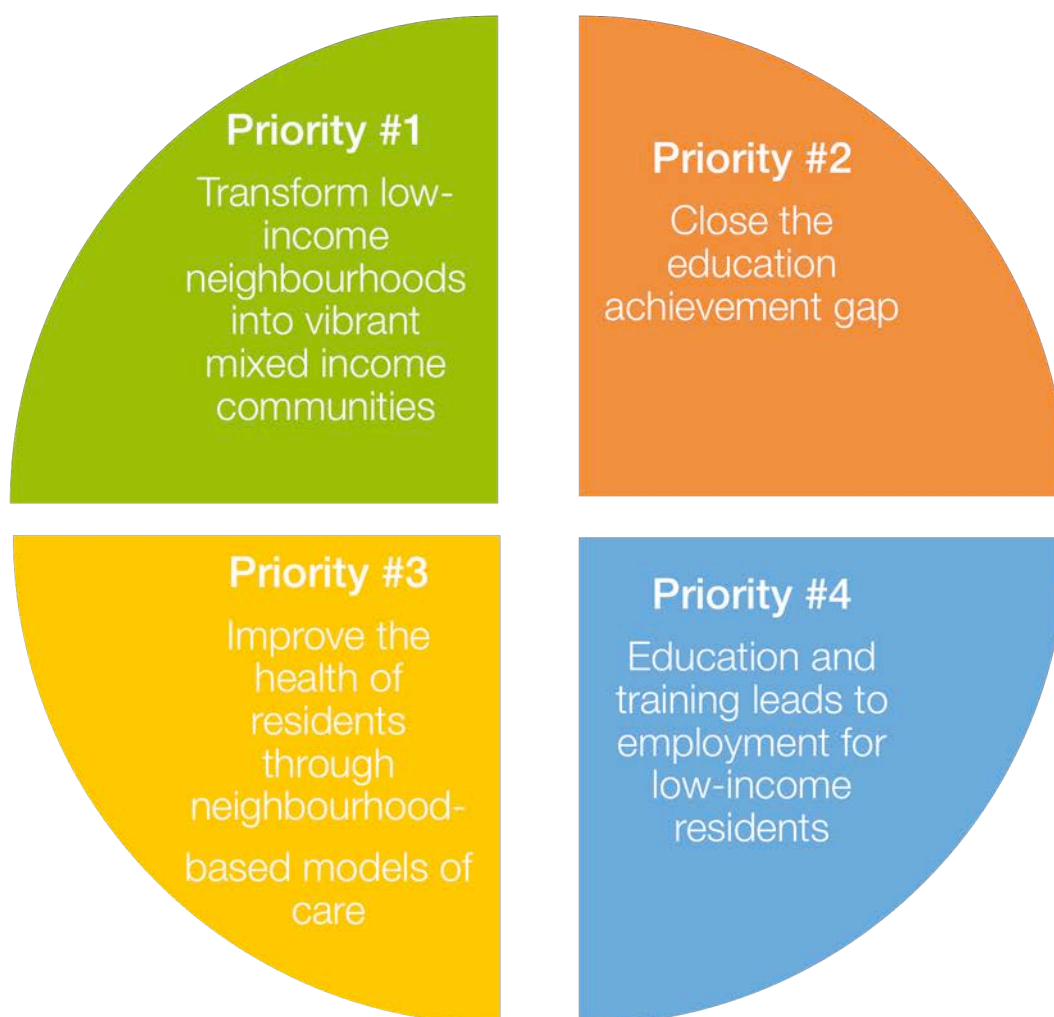 Priority #1
Transform low-
income
neighbourhoods
into vibrant
mixed income
communities
Priority #2
Close the
education
achievement gap
Priority #3
Improve the
health of
residents
through
neighbourhood-
based models of
care
Priority #4
Education and
training leads to
employment for
low-income
residents